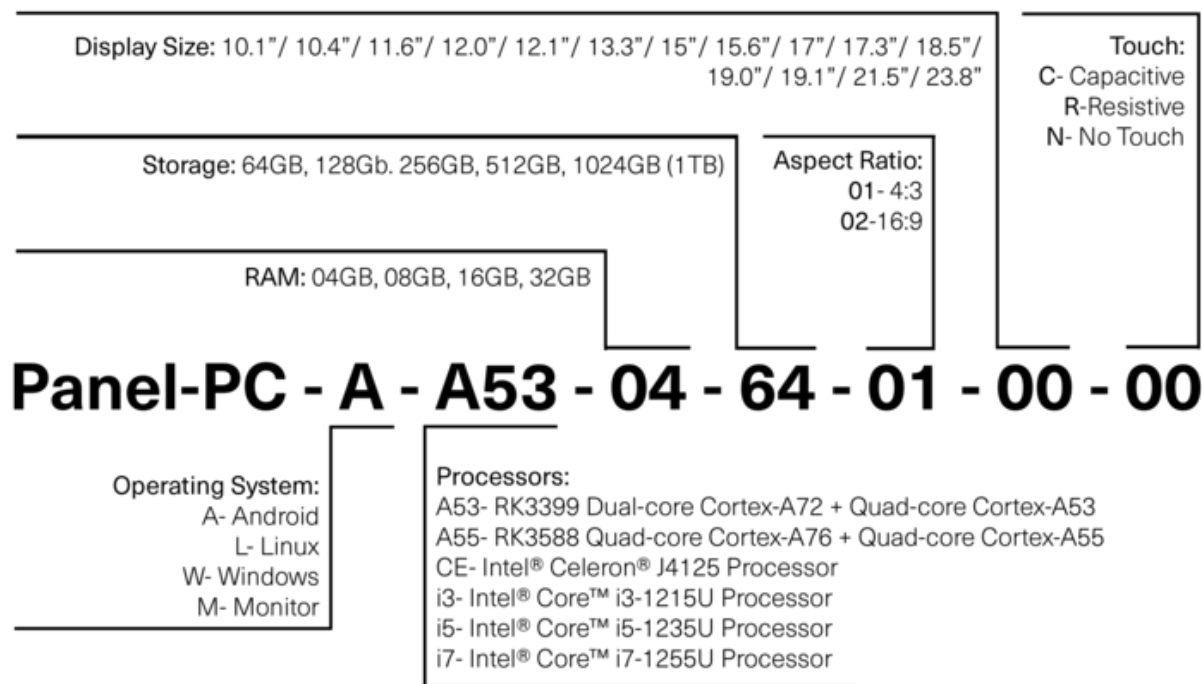 Display Size: 10.1”/ 10.4”/ 11.6”/ 12.0”/ 12.1”/ 13.3”/ 15”/ 15.6”/ 17”/ 17.3”/ 18.5”/
19.0”/ 19.1”/ 21.5”/ 23.8”
Touch:
C- Capacitive
R-Resistive
N- No Touch
Storage: 64GB, 128Gb. 256GB, 512GB, 1024GB (1TB)
Aspect Ratio:
01- 4:3
02-16:9
RAM: 04GB, 08GB, 16GB, 32GB
Panel-PC - A - A53 - 04 - 64 - 01 - 00 - 00
Operating System:
A- Android
L- Linux
W- Windows
M- Monitor
Processors:
A53- RK3399 Dual-core Cortex-A72 + Quad-core Cortex-A53
A55- RK3588 Quad-core Cortex-A76 + Quad-core Cortex-A55
CE- Intel® Celeron® J4125 Processor
i3- Intel® Core™ i3-1215U Processor
i5- Intel® Core™ i5-1235U Processor
i7- Intel® Core™ i7-1255U Processor